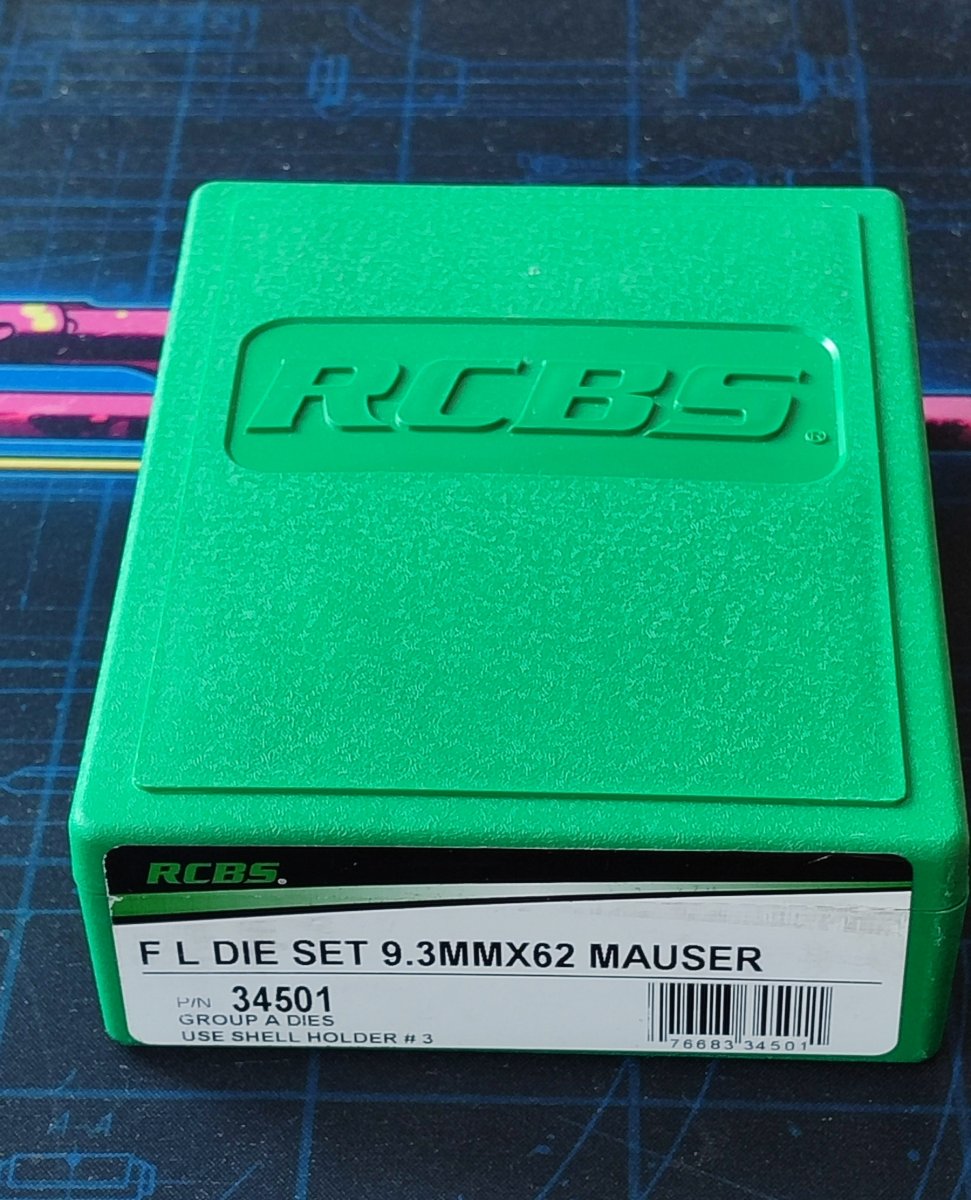 RCBS®
RCBS.
F L DIE SET 9.3MMX62 MAUSER
P/N 34501
GROUP A DIES
USE SHELL HOLDER # 3
76683 34501
A-A